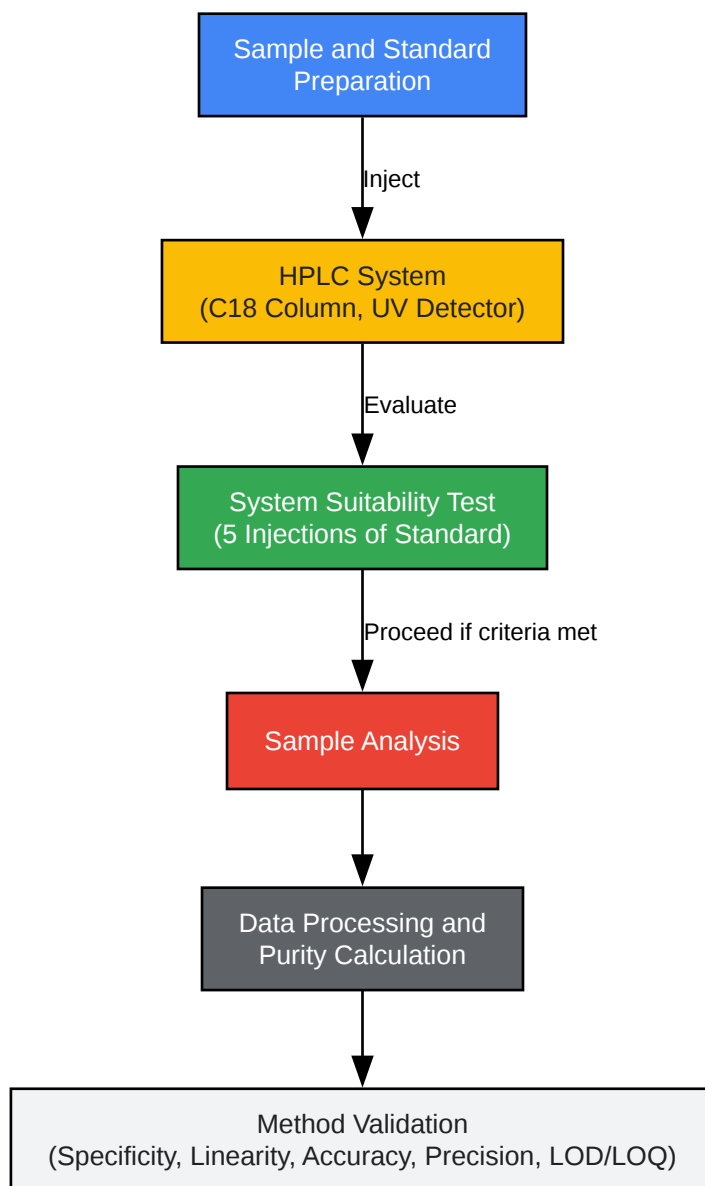 Sample and Standard
Preparation
Inject
HPLC System
(C18 Column, UV Detector)
Evaluate
System Suitability Test
(5 Injections of Standard)
Proceed if criteria met
Sample Analysis
Data Processing and
Purity Calculation
Method Validation
(Specificity, Linearity, Accuracy, Precision, LOD/LOQ)